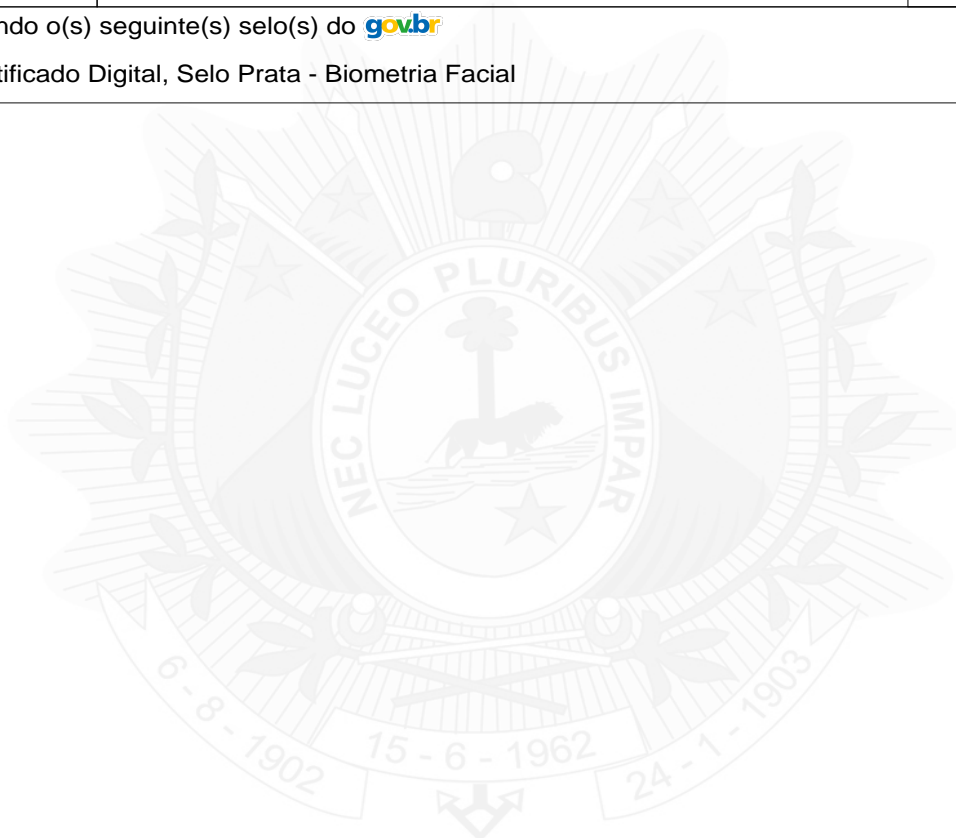 ndo o(s) seguinte(s) selo(s) do gov.br
tificado Digital, Selo Prata - Biometria Facial
NEC LUCEO PLURIBUS IMPAR
6 - 8 - 1902
15 - 6 - 1962
24 - 1 - 1903